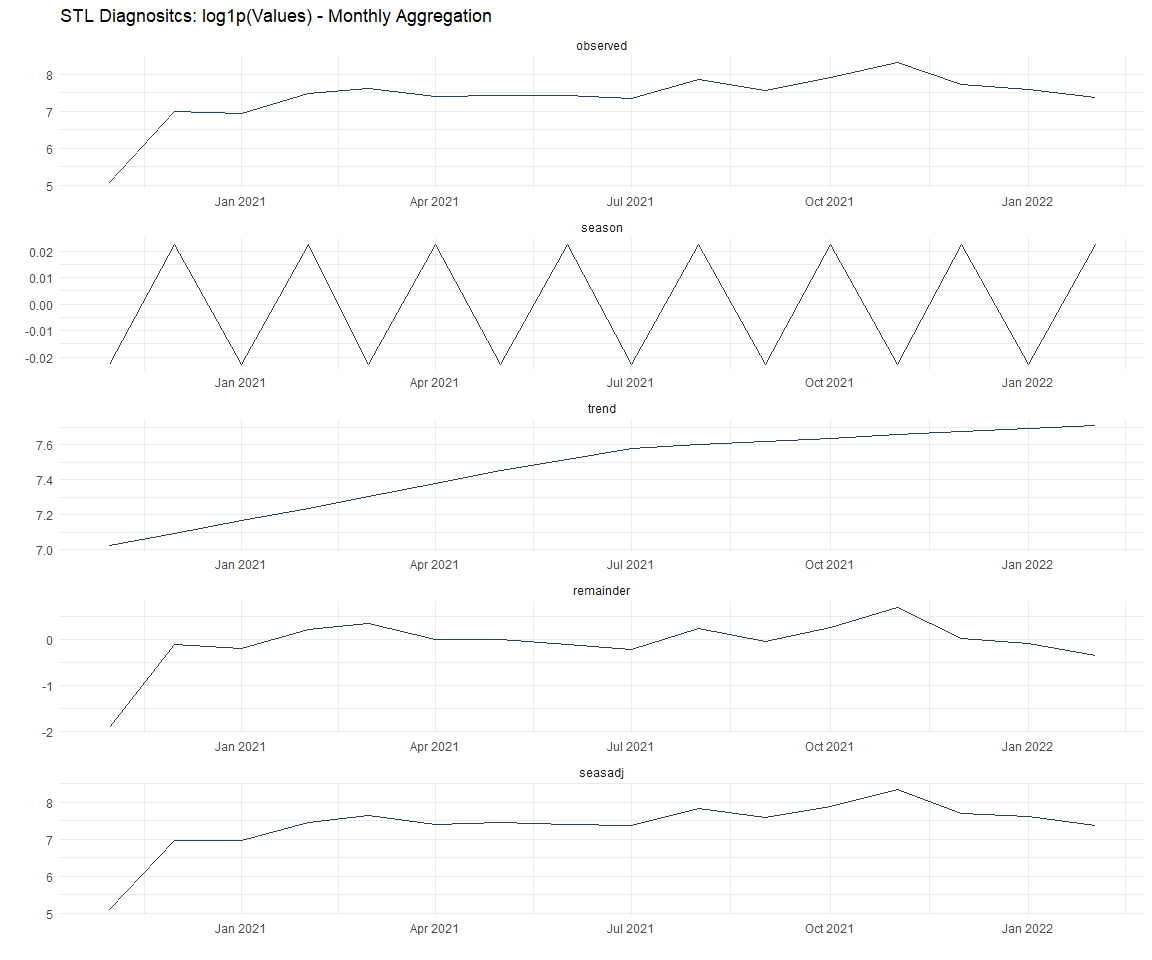 STL Diagnositcs: log1p(Values) - Monthly Aggregation
observed
8
7
6
5
Jan 2021 Apr 2021 Jul 2021 Oct 2021 Jan 2022
season
0.02
0.01
0.00
-0.01
-0.02
Jan 2021 Apr 2021 Jul 2021 Oct 2021 Jan 2022
trend
7.6
7.4
7.2
7.0
Jan 2021 Apr 2021 Jul 2021 Oct 2021 Jan 2022
remainder
0
-1
-2
Jan 2021 Apr 2021 Jul 2021 Oct 2021 Jan 2022
seasadj
8
7
6
5
Jan 2021 Apr 2021 Jul 2021 Oct 2021 Jan 2022